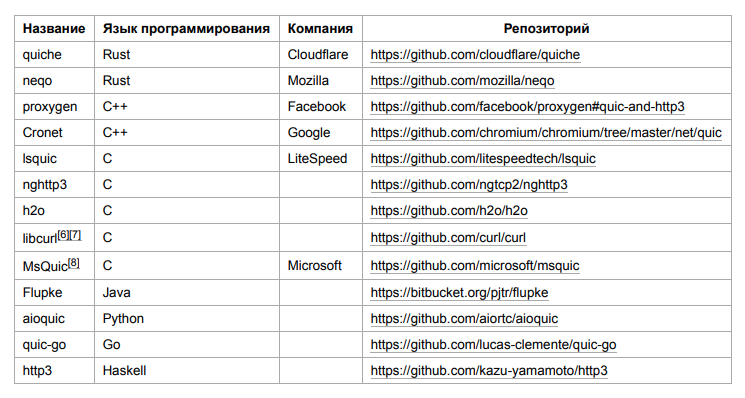 Название Язык программирования Компания Репозиторий
quiche Rust Cloudflare https://github.com/cloudflare/quiche
neqo Rust Mozilla https://github.com/mozilla/neqo
proxygen C++ Facebook https://github.com/facebook/proxygen#quic-and-http3
Cronet C++ Google https://github.com/chromium/chromium/tree/master/net/quic
lsquic C LiteSpeed https://github.com/litespeedtech/lsquic
nghttp3 C https://github.com/ngtcp2/nghttp3
h2o C https://github.com/h2o/h2o
libcurl[6][7] C https://github.com/curl/curl
MsQuic[8] C Microsoft https://github.com/microsoft/msquic
Flupke Java https://bitbucket.org/pjtr/flupke
aioquic Python https://github.com/aiortc/aioquic
quic-go Go https://github.com/lucas-clemente/quic-go
http3 Haskell https://github.com/kazu-yamamoto/http3